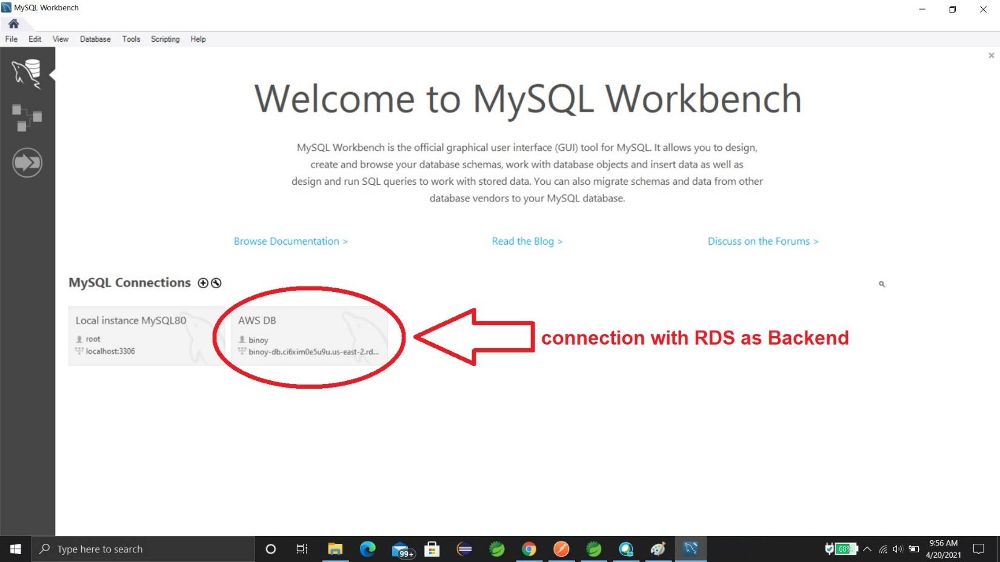 MySQL Workbench
File Edit View Database Tools Scripting Help
Welcome to MySQL Workbench
MySQL Workbench is the official graphical user interface (GUI) tool for MySQL. It allows you to design,
create and browse your database schemas, work with database objects and insert data as well as
design and run SQL queries to work with stored data. You can also migrate schemas and data from other
database vendors to your MySQL database.
Browse Documentation > Read the Blog > Discuss on the Forums >
MySQL Connections
Local instance MySQL80
root
localhost:3306
AWS DB
binoy
binoy-db.ci6xim0e5u9u.us-east-2.rd...
connection with RDS as Backend
Type here to search
99+
68%
9:56 AM
4/20/2021